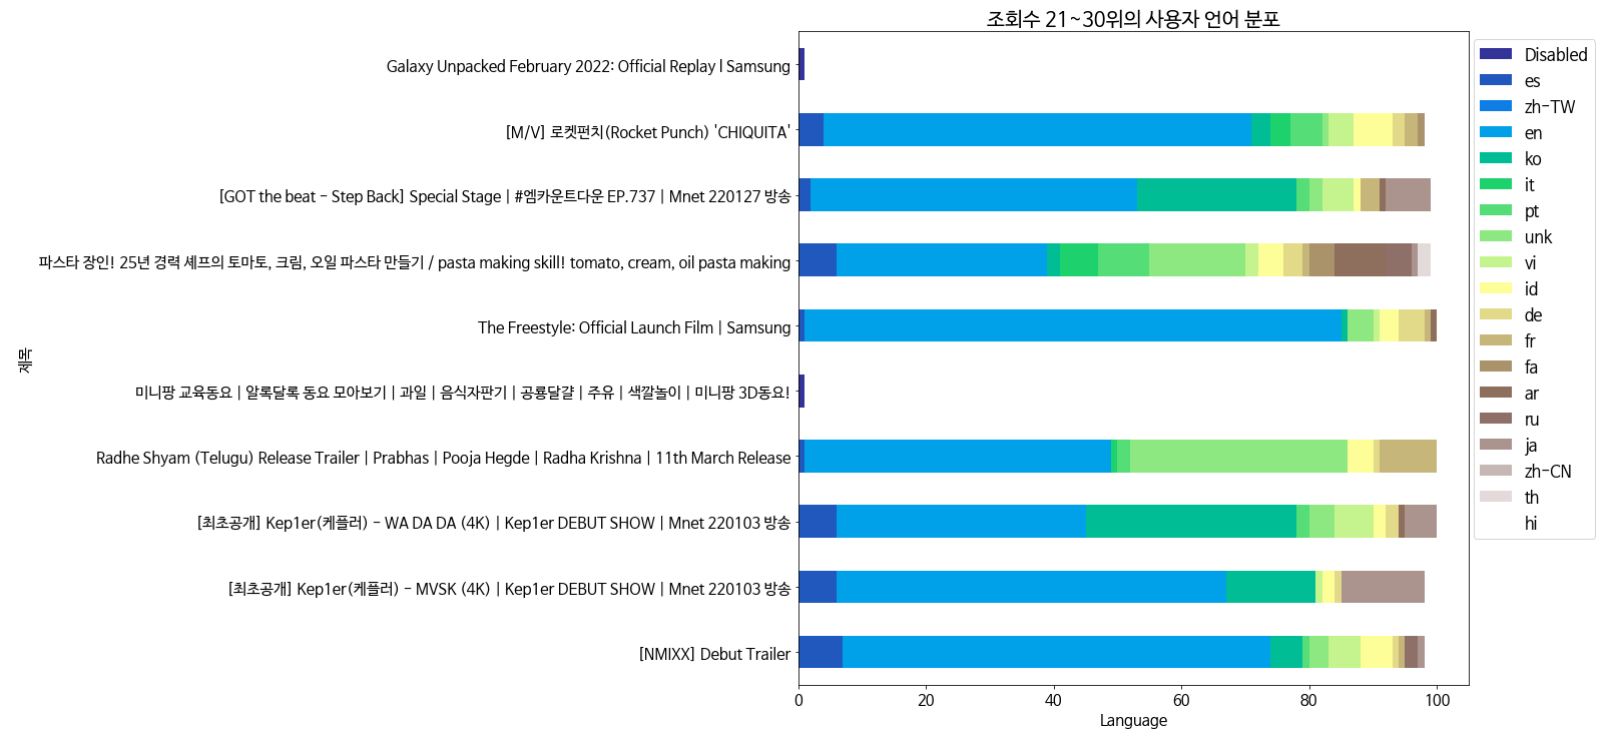 조회수 21~30위의 사용자 언어 분포
Galaxy Unpacked February 2022: Official Replay l Samsung
[M/V] 로켓펀치(Rocket Punch) 'CHIQUITA'
[GOT the beat - Step Back] Special Stage | #엠카운트다운 EP.737 | Mnet 220127 방송
파스타 장인! 25년 경력 셰프의 토마토, 크림, 오일 파스타 만들기 / pasta making skill! tomato, cream, oil pasta making
The Freestyle: Official Launch Film | Samsung
미니팡 교육동요 | 알록달록 동요 모아보기 | 과일 | 음식자판기 | 공룡달걀 | 주유 | 색깔놀이 | 미니팡 3D동요!
Radhe Shyam (Telugu) Release Trailer | Prabhas | Pooja Hegde | Radha Krishna | 11th March Release
[최초공개] Kep1er(케플러) - WA DA DA (4K) | Kep1er DEBUT SHOW | Mnet 220103 방송
[최초공개] Kep1er(케플러) - MVSK (4K) | Kep1er DEBUT SHOW | Mnet 220103 방송
[NMIXX] Debut Trailer
제목
0 20 40 60 80 100
Language
Disabled
es
zh-TW
en
ko
it
pt
unk
vi
id
de
fr
fa
ar
ru
ja
zh-CN
th
hi